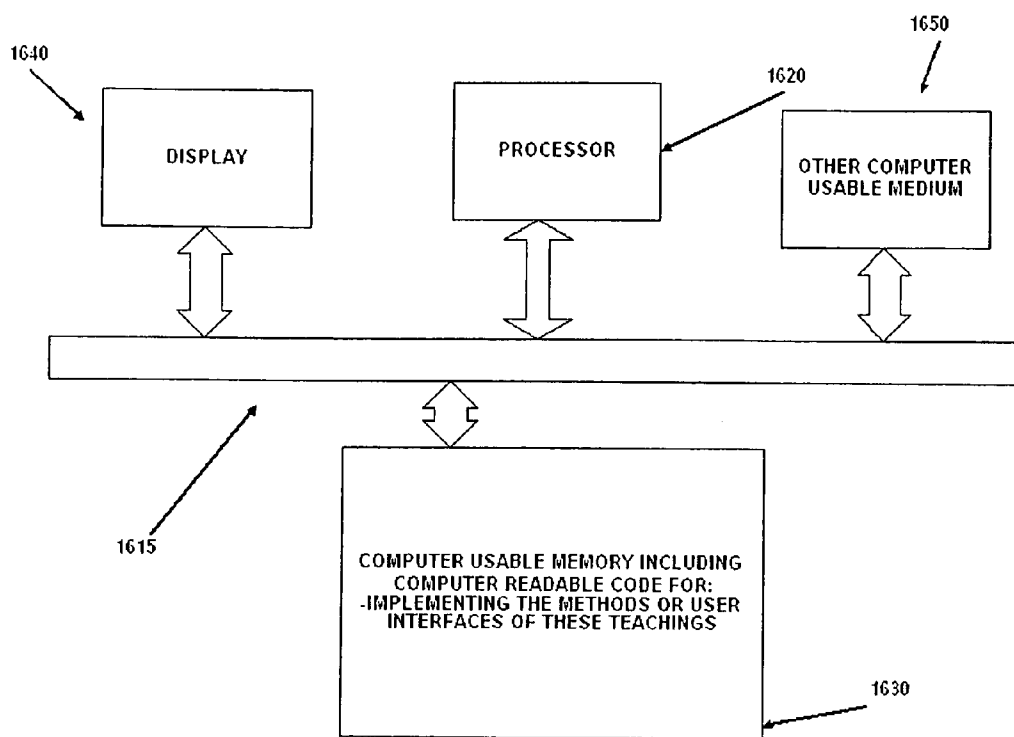 1640
1650
1620
DISPLAY
PROCESSOR
OTHER COMPUTER
USABLE MEDIUM
1615
COMPUTER USABLE MEMORY INCLUDING
COMPUTER READABLE CODE FOR:
-IMPLEMENTING THE METHODS OR USER
INTERFACES OF THESE TEACHINGS
1630